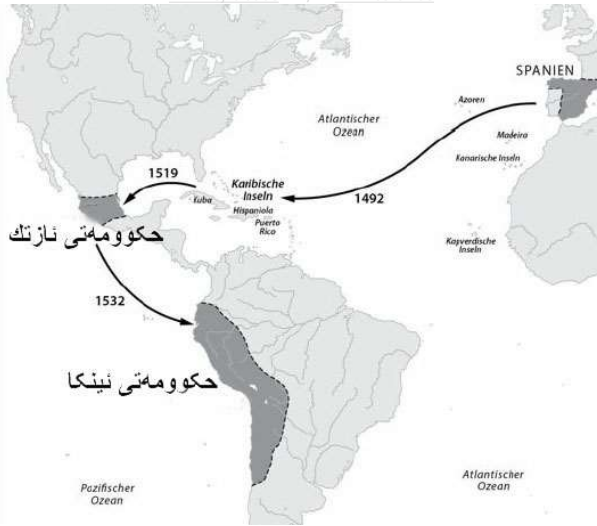 SPANIEN
Azoren
Atlantischer
Ozean
Madeira
Kanarische Inseln
1519
Karibische
Inseln
1492
Kuba
Hispaniola
Puerto
Rico
Kapverdische
Inseln
حکوومەتی ئازتك
1532
حکوومەتی ئینکا
Pazifischer
Ozean
Atlantischer
Ozean